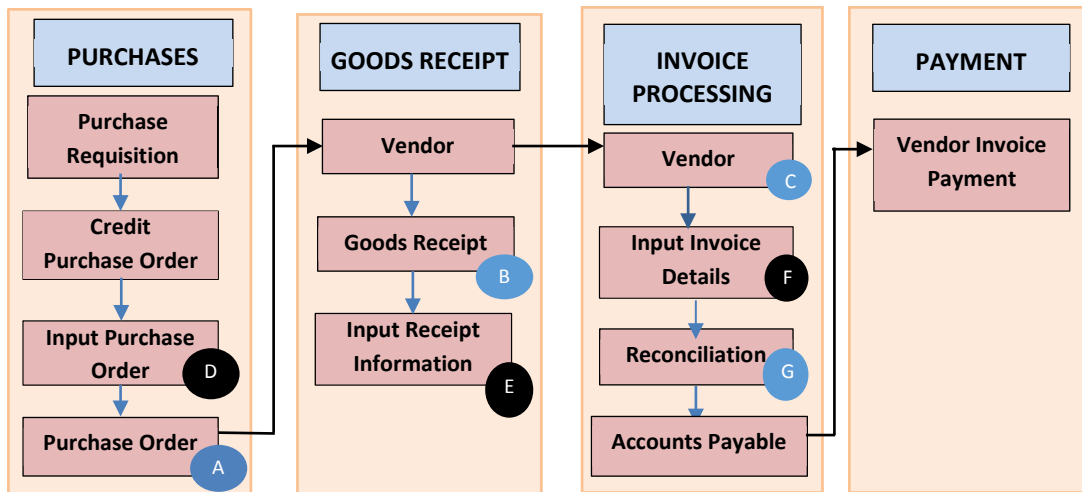 PURCHASES
Purchase
Requisition
Credit
Purchase Order
Input Purchase
Order
D
Purchase Order
A
GOODS RECEIPT
Vendor
Goods Receipt
B
Input Receipt
Information
E
INVOICE
PROCESSING
Vendor
C
Input Invoice
Details
F
Reconciliation
G
Accounts Payable
PAYMENT
Vendor Invoice
Payment